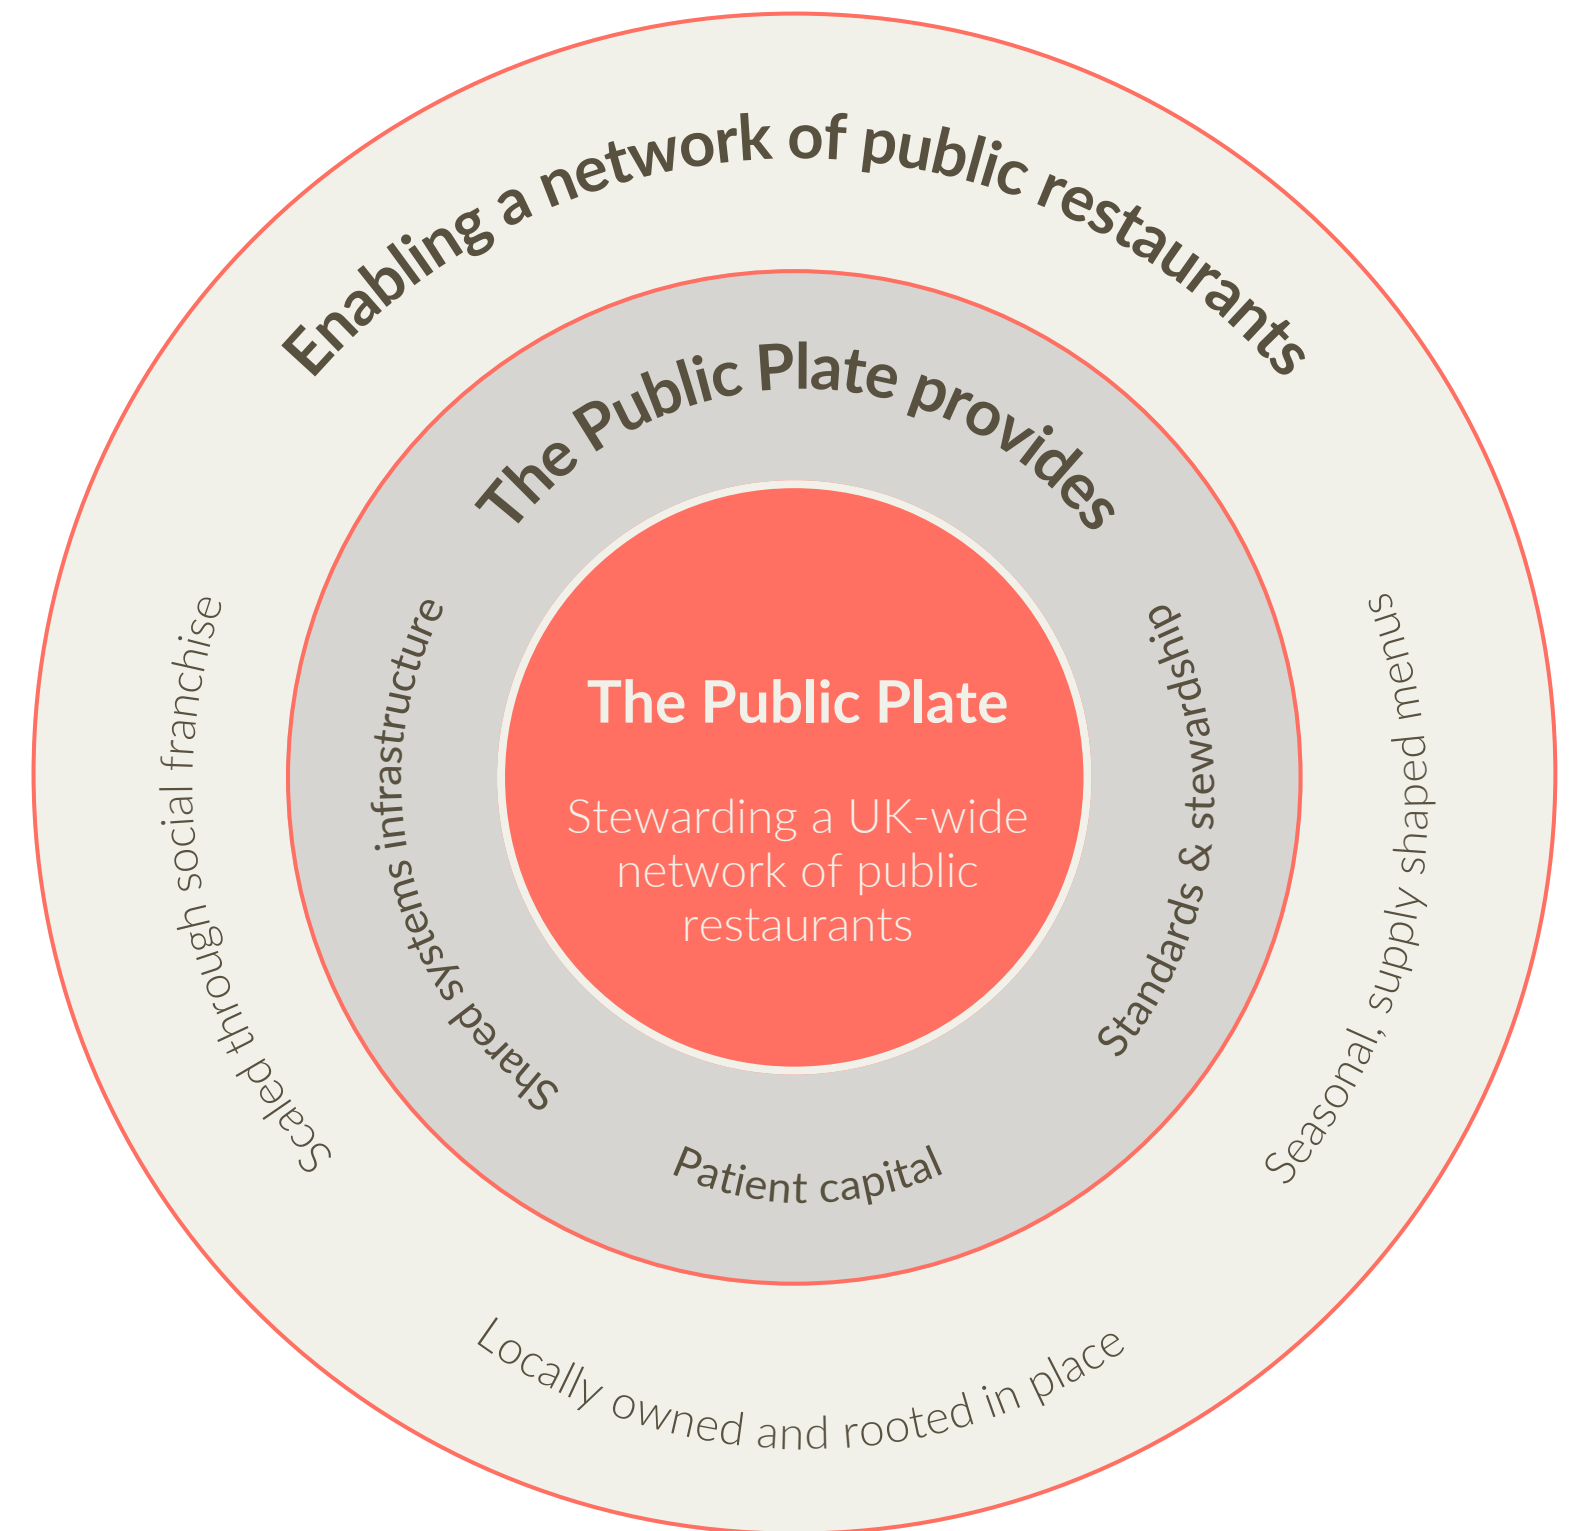 Enabling a network of public restaurants
The Public Plate provides
Shared systems infrastructure
Patient capital
Standards & stewardship
The Public Plate
Stewarding a UK-wide
network of public
restaurants
Scaled through social franchise
Locally owned and rooted in place
Seasonal, supply shaped menus